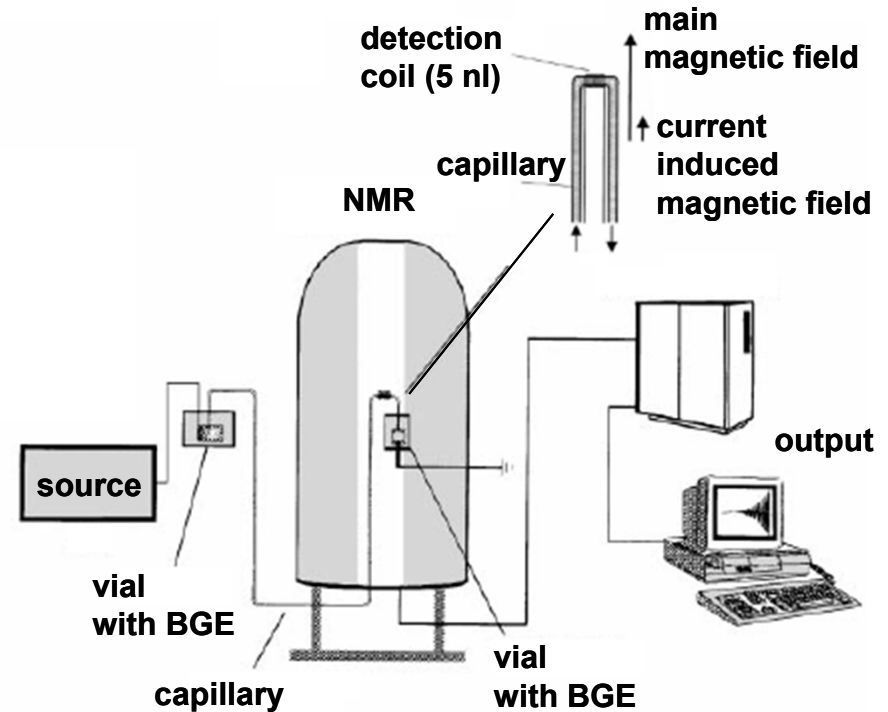 detection
coil (5 nl)
main
magnetic field
current
induced
magnetic field
capillary
NMR
output
source
vial
with BGE
vial
with BGE
capillary